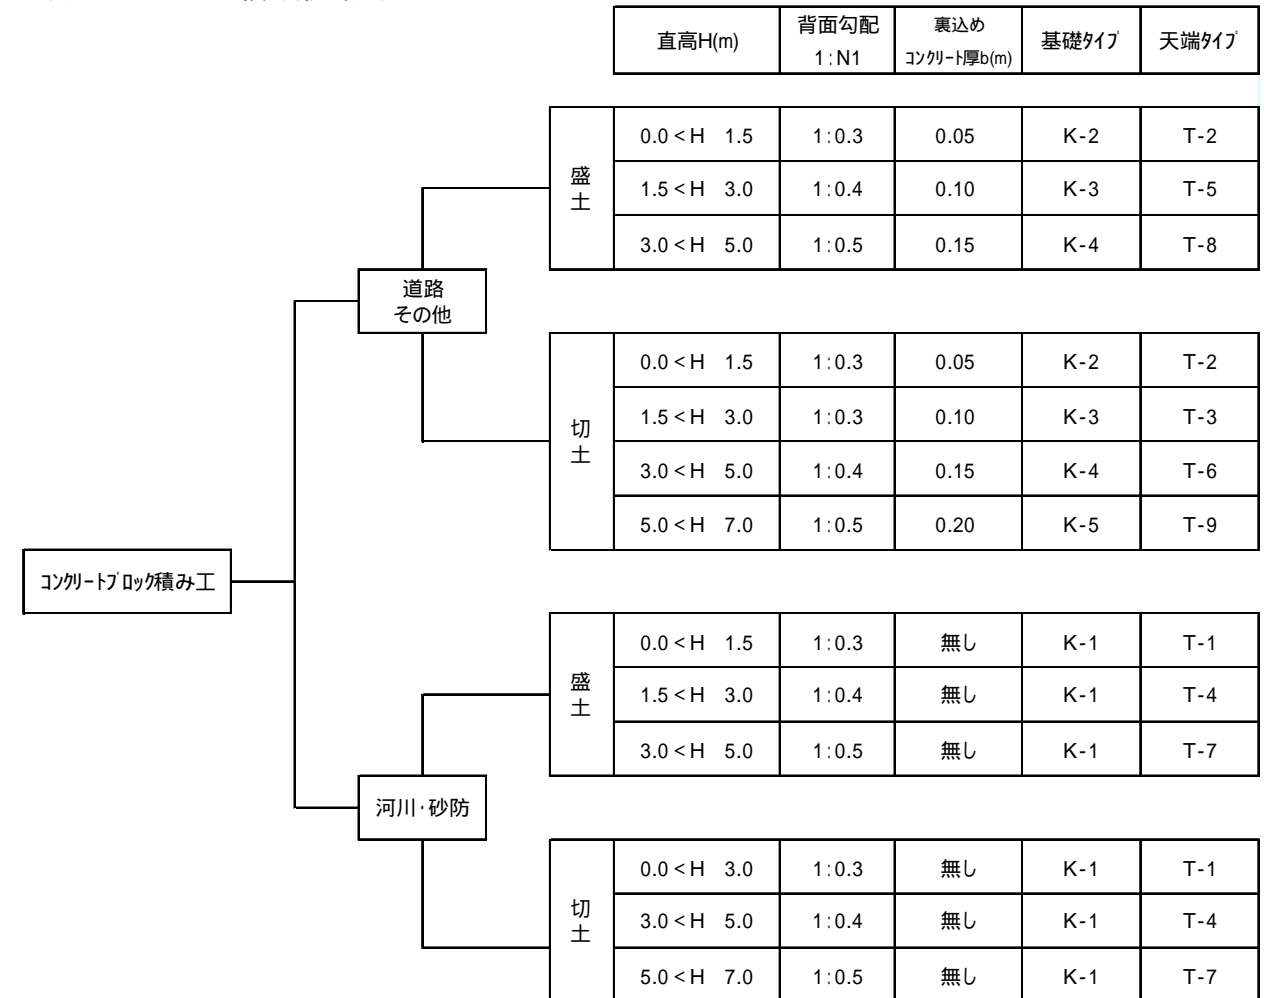 直高H(m) 背面勾配 1:N1 裏込め コンクリート厚b(m) 基礎タイプ 天端タイプ
盛土
0.0<H 1.5 1:0.3 0.05 K-2 T-2
1.5<H 3.0 1:0.4 0.10 K-3 T-5
3.0<H 5.0 1:0.5 0.15 K-4 T-8
道路
その他
切土
0.0<H 1.5 1:0.3 0.05 K-2 T-2
1.5<H 3.0 1:0.3 0.10 K-3 T-3
3.0<H 5.0 1:0.4 0.15 K-4 T-6
5.0<H 7.0 1:0.5 0.20 K-5 T-9
コンクリートブロック積み工
盛土
0.0<H 1.5 1:0.3 無し K-1 T-1
1.5<H 3.0 1:0.4 無し K-1 T-4
3.0<H 5.0 1:0.5 無し K-1 T-7
河川・砂防
切土
0.0<H 3.0 1:0.3 無し K-1 T-1
3.0<H 5.0 1:0.4 無し K-1 T-4
5.0<H 7.0 1:0.5 無し K-1 T-7